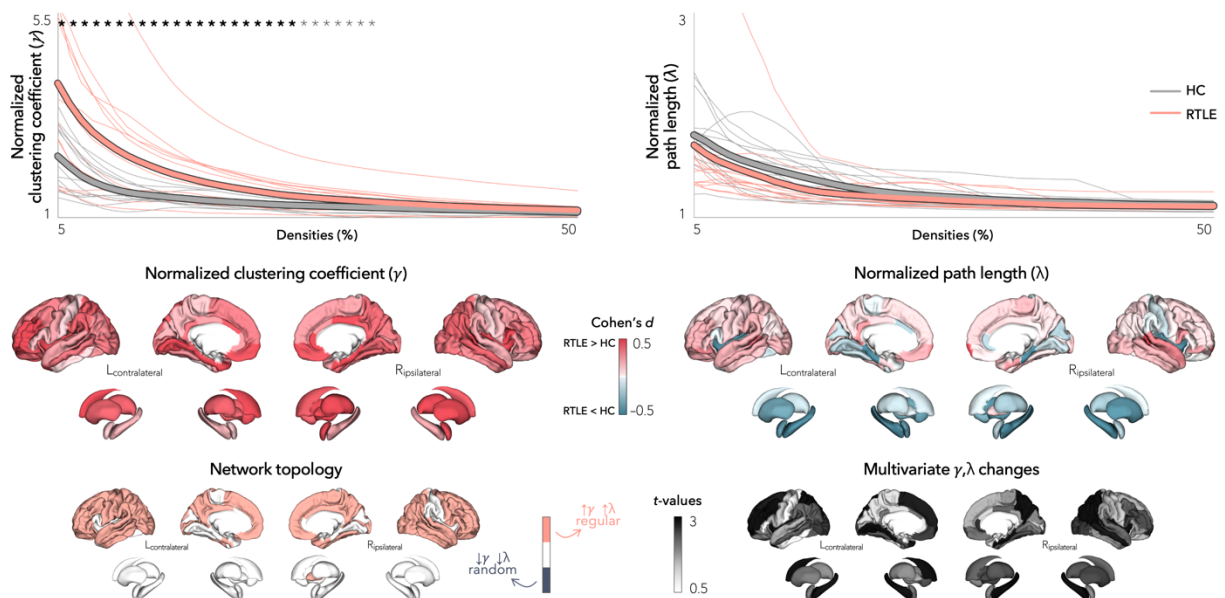 5.5
Normalized
clustering coefficient (γ)
1
5
50
Densities (%)
* * * * * * * * * * * * * * * * * * * * * * * * * * * *
3
Normalized
path length (λ)
1
5
50
Densities (%)
HC
RTLE
Normalized clustering coefficient (γ)
Lcontralateral
Ripsilateral
Cohen's d
RTLE > HC 0.5
RTLE < HC −0.5
Normalized path length (λ)
Lcontralateral
Ripsilateral
Network topology
Lcontralateral
Ripsilateral
↑γ ↑λ
regular
↓γ ↓λ
random
Multivariate γ,λ changes
t-values
3
0.5
Lcontralateral
Ripsilateral